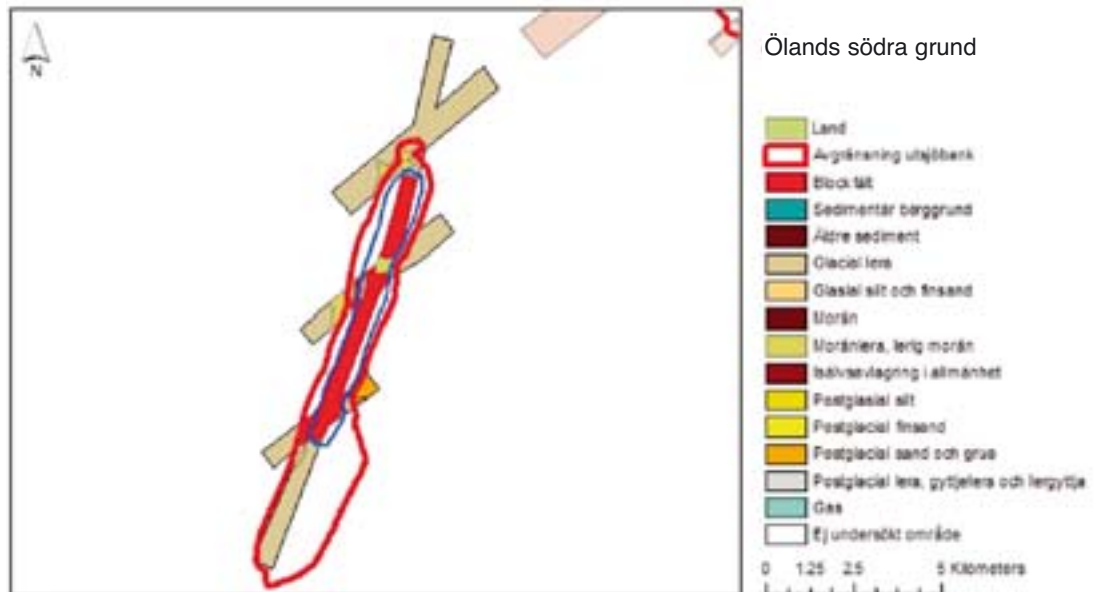 N
Ölands södra grund
Land
Avgränsning utsjöbank
Blockfält
Sedimentär berggrund
Äldre sediment
Glacial lera
Glasial silt och finsand
Morän
Moränlera, lerig morän
Isälvsavlagring i allmänhet
Postglasial silt
Postglacial finsand
Postglacial sand och grus
Postglacial lera, gyttjelera och lergyttja
Gas
Ej undersökt område
0 1.25 2.5 5 Kilometers